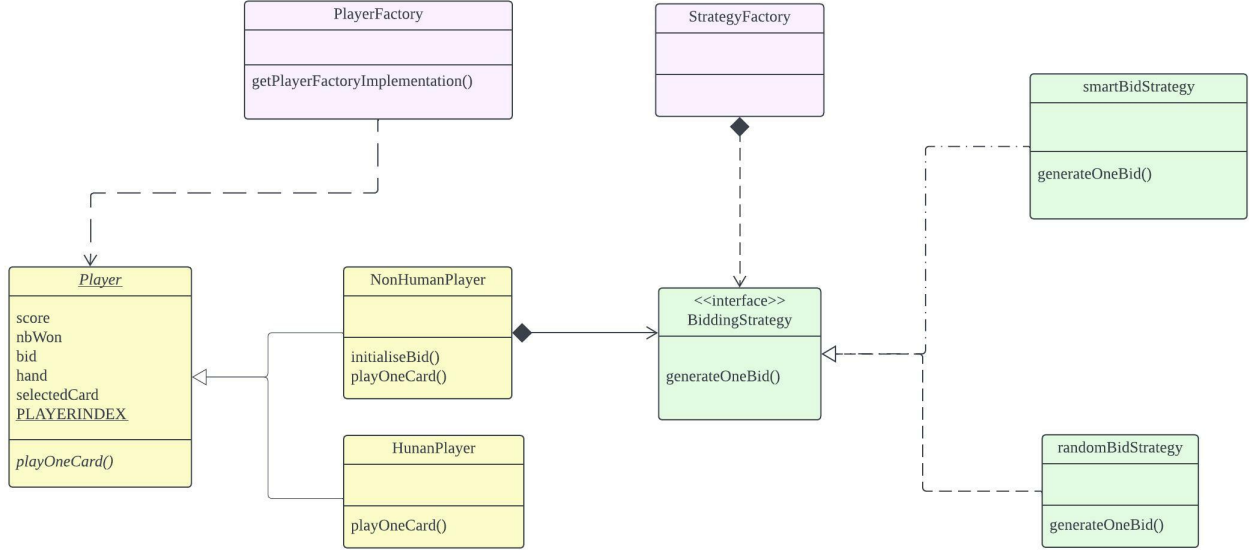 PlayerFactory
getPlayerFactoryImplementation()
StrategyFactory
smartBidStrategy
generateOneBid()
Player
score
nbWon
bid
hand
selectedCard
PLAYERINDEX
playOneCard()
NonHumanPlayer
initialiseBid()
playOneCard()
HunanPlayer
playOneCard()
<<interface>>
BiddingStrategy
generateOneBid()
randomBidStrategy
generateOneBid()